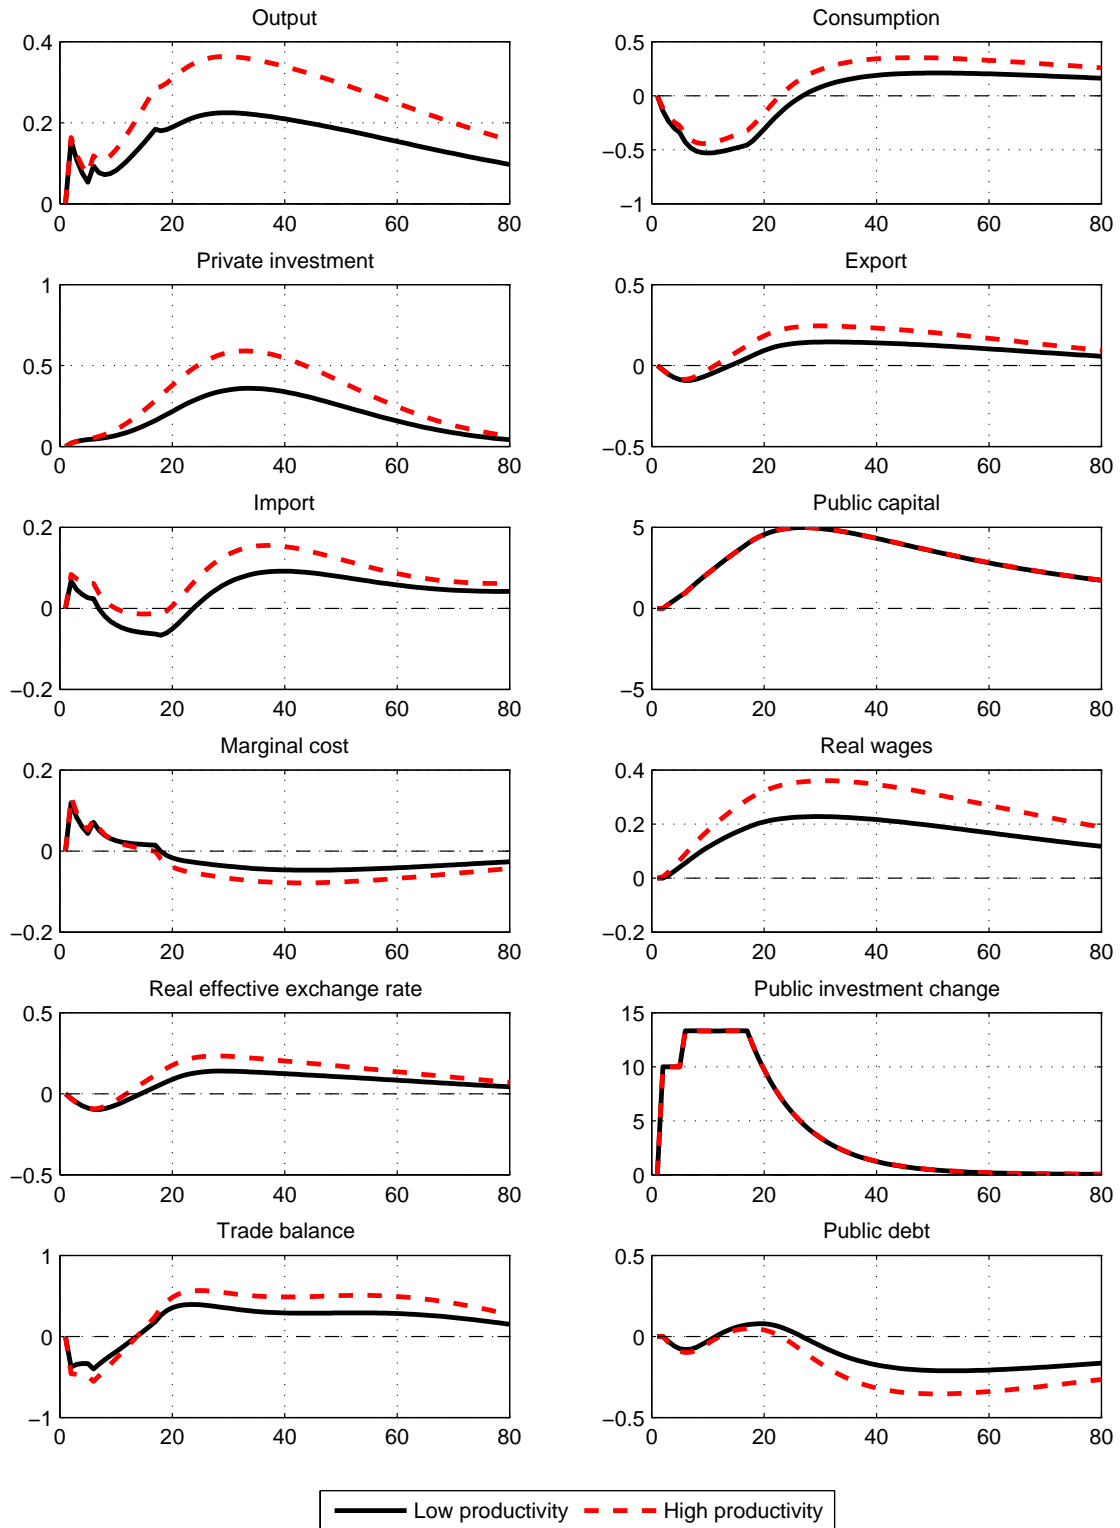 Output
0.4
0.2
0
0 20 40 60 80
Consumption
0.5
0
−0.5
−1
0 20 40 60 80
Private investment
1
0.5
0
0 20 40 60 80
Export
0.5
0
−0.5
0 20 40 60 80
Import
0.2
0
−0.2
0 20 40 60 80
Public capital
5
0
−5
0 20 40 60 80
Marginal cost
0.2
0
−0.2
0 20 40 60 80
Real wages
0.4
0.2
0
−0.2
0 20 40 60 80
Real effective exchange rate
0.5
0
−0.5
0 20 40 60 80
Public investment change
15
10
5
0
0 20 40 60 80
Trade balance
1
0
−1
0 20 40 60 80
Public debt
0.5
0
−0.5
0 20 40 60 80
Low productivity High productivity